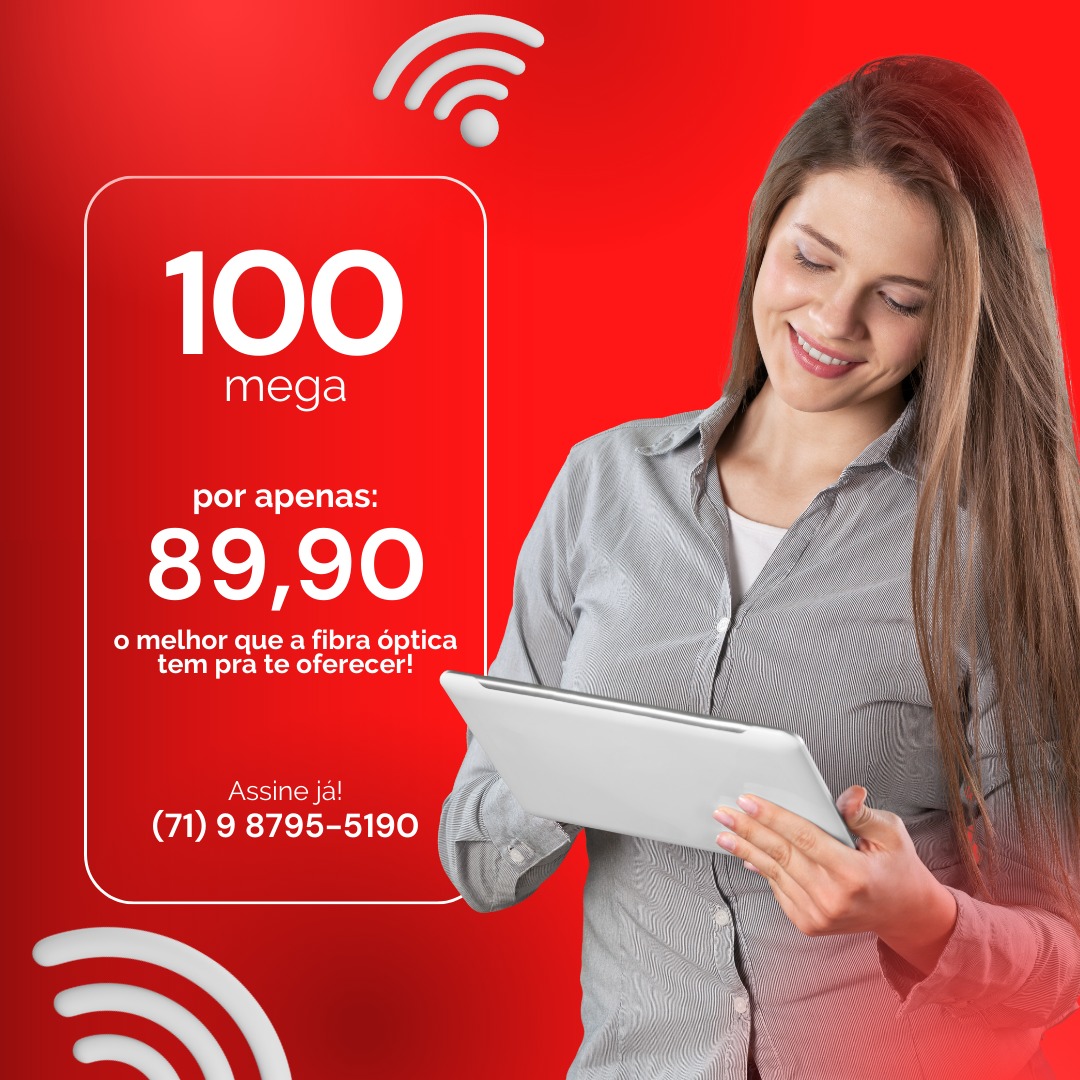 100
mega
por apenas:
89,90
o melhor que a fibra óptica
tem pra te oferecer!
Assine já!
(71) 9 8795-5190